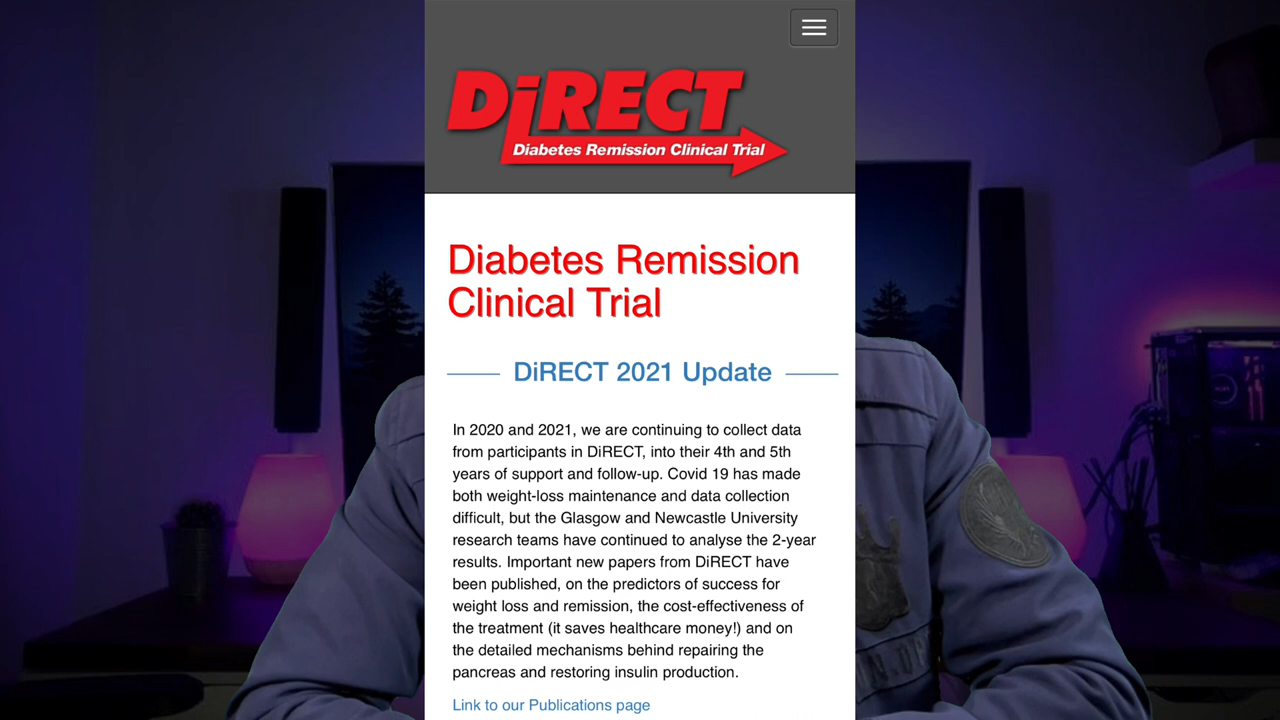 DiRECT
Diabetes Remission Clinical Trial
Diabetes Remission
Clinical Trial
DiRECT 2021 Update
In 2020 and 2021, we are continuing to collect data
from participants in DiRECT, into their 4th and 5th
years of support and follow-up. Covid 19 has made
both weight-loss maintenance and data collection
difficult, but the Glasgow and Newcastle University
research teams have continued to analyse the 2-year
results. Important new papers from DiRECT have
been published, on the predictors of success for
weight loss and remission, the cost-effectiveness of
the treatment (it saves healthcare money!) and on
the detailed mechanisms behind repairing the
pancreas and restoring insulin production.
Link to our Publications page